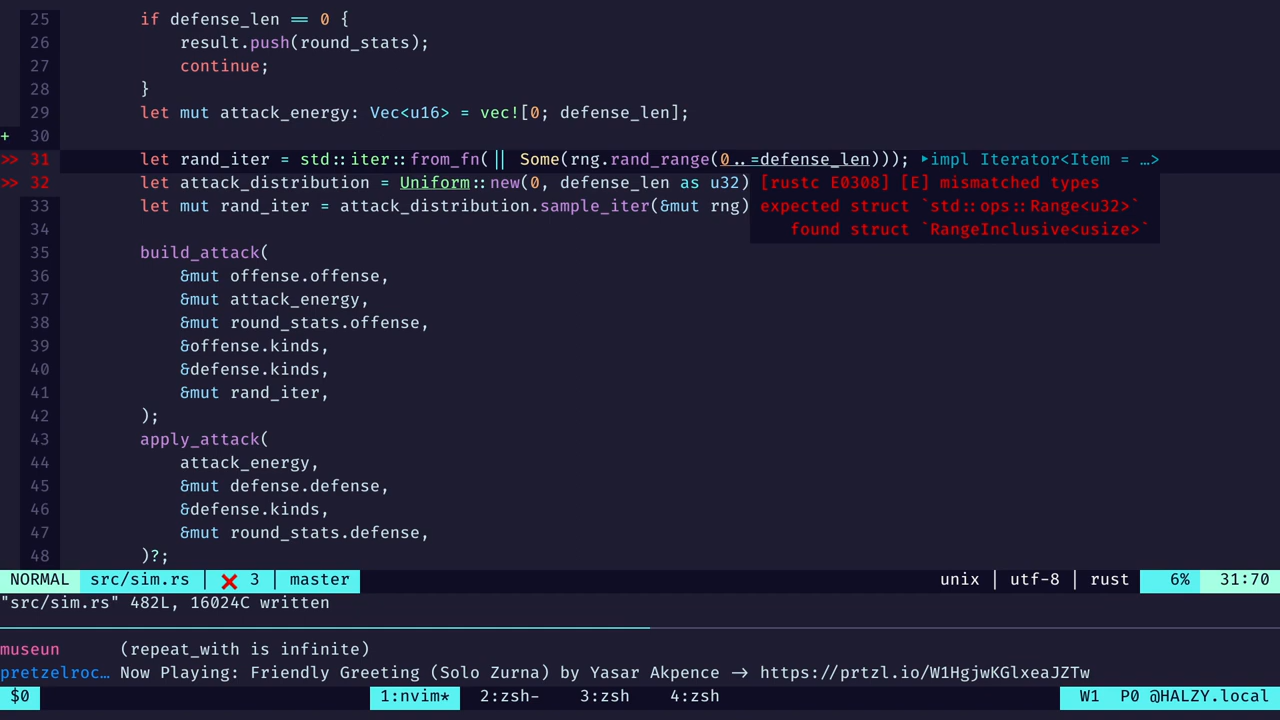 25 if defense_len == 0 {
26 result.push(round_stats);
27 continue;
28 }
29 let mut attack_energy: Vec<u16> = vec![0; defense_len];
+ 30
>> 31 let rand_iter = std::iter::from_fn( || Some(rng.rand_range(0..=defense_len))); ▸impl Iterator<Item = …>
>> 32 let attack_distribution = Uniform::new(0, defense_len as u32) [rustc E0308] [E] mismatched types
33 let mut rand_iter = attack_distribution.sample_iter(&mut rng) expected struct `std::ops::Range<u32>`
34 found struct `RangeInclusive<usize>`
35 build_attack(
36 &mut offense.offense,
37 &mut attack_energy,
38 &mut round_stats.offense,
39 &offense.kinds,
40 &defense.kinds,
41 &mut rand_iter,
42 );
43 apply_attack(
44 attack_energy,
45 &mut defense.defense,
46 &defense.kinds,
47 &mut round_stats.defense,
48 )?;
NORMAL src/sim.rs | ❌ 3 | master unix | utf-8 | rust 6% 31:70
"src/sim.rs" 482L, 16024C written
museun (repeat_with is infinite)
pretzelroc… Now Playing: Friendly Greeting (Solo Zurna) by Yasar Akpence -> https://prtzl.io/W1HgjwKGlxeaJZTw
$0 1:nvim* 2:zsh- 3:zsh 4:zsh W1 P0 @HALZY.local